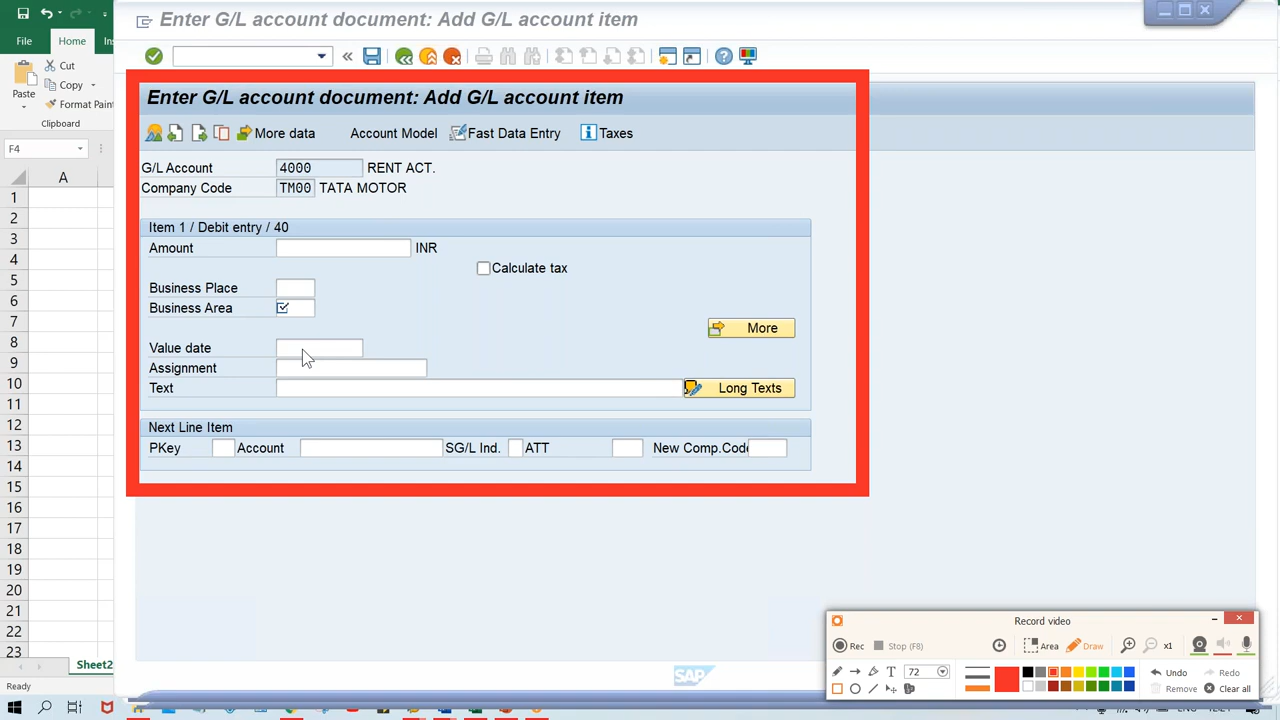 Enter G/L account document: Add G/L account item
File Home In
Cut
Copy
Paste
Format Paint
Clipboard
F4
Enter G/L account document: Add G/L account item
More data Account Model Fast Data Entry Taxes
G/L Account 4000 RENT ACT.
Company Code TM00 TATA MOTOR
Item 1 / Debit entry / 40
Amount INR
Calculate tax
Business Place
Business Area
More
Value date
Assignment
Text Long Texts
Next Line Item
PKey Account SG/L Ind. ATT New Comp.Code
A
1
2
3
4
5
6
7
8
9
10
11
12
13
14
15
16
17
18
19
20
21
22
23
Sheet2
Ready
SAP
Record video
Rec Stop (F8) Area Draw x1
T 72 Undo Redo
Remove Clear all